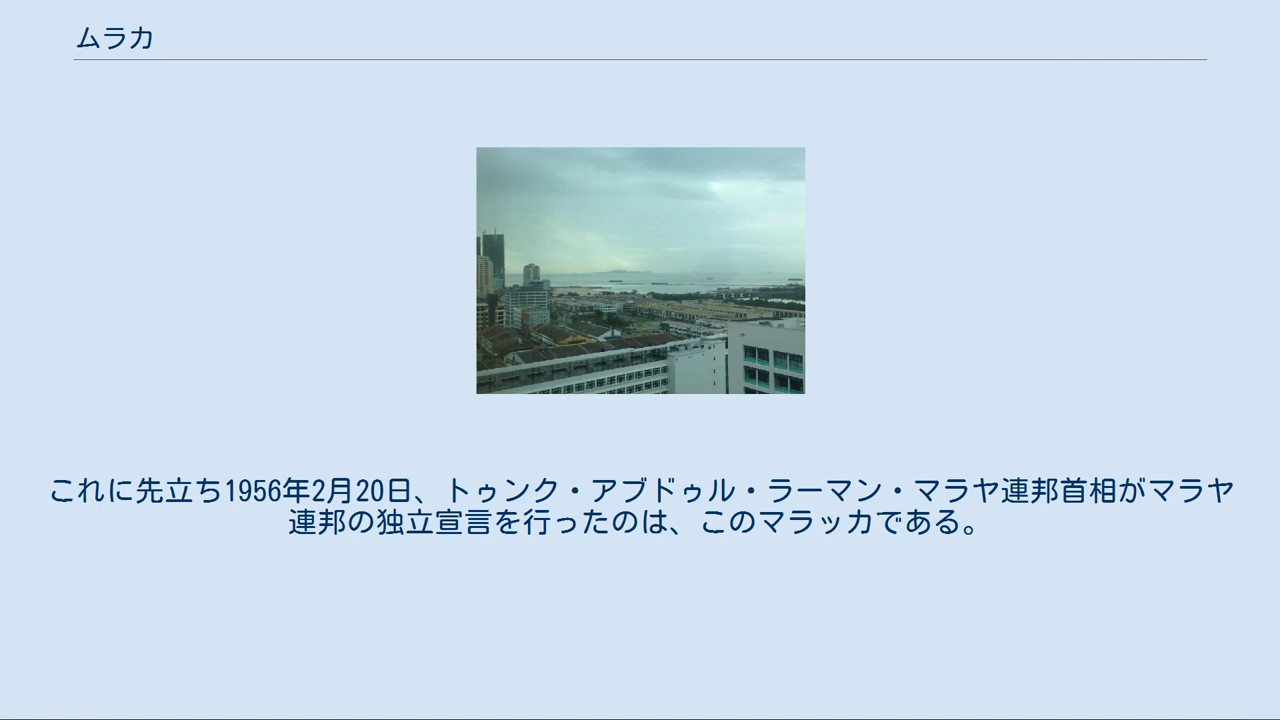 ムラカ
これに先立ち1956年2月20日、トゥンク・アブドゥル・ラーマン・マラヤ連邦首相がマラヤ
連邦の独立宣言を行ったのは、このマラッカである。